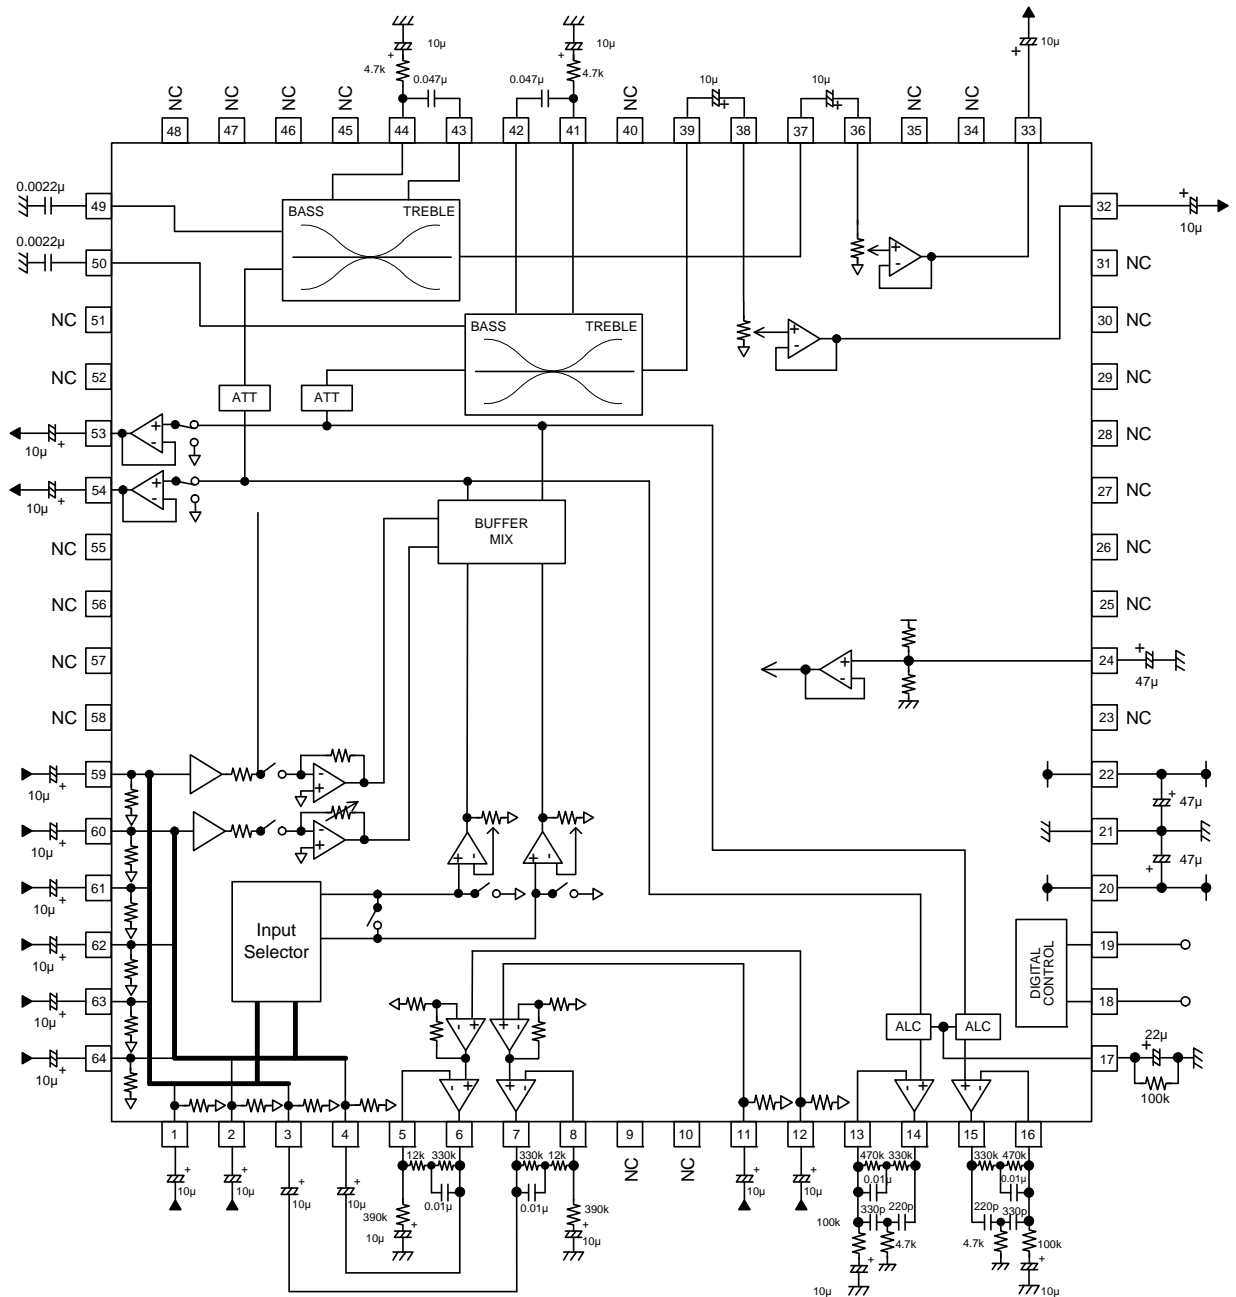 10µ
+
4.7k
0.047µ
10µ
+
4.7k
0.047µ
10µ
+
10µ
+
10µ
+
NC NC NC NC NC NC NC
48 47 46 45 44 43 42 41 40 39 38 37 36 35 34 33
0.0022µ
49
BASS TREBLE
32
+
10µ
0.0022µ
50
+
-
31 NC
NC 51
BASS TREBLE
+
-
30 NC
NC 52
ATT
ATT
29 NC
10µ
+
53
+
-
28 NC
10µ
+
54
+
-
27 NC
BUFFER
MIX
NC 55
26 NC
NC 56
25 NC
NC 57
+
-
24
+
47µ
NC 58
23 NC
10µ
+
59
-
+
22
+
47µ
10µ
+
60
-
+
21
+
47µ
+ -
+ -
10µ
+
61
20
Input
Selector
10µ
+
62
19
DIGITAL
CONTROL
10µ
+
63
18
- +
+ -
ALC
ALC
10µ
+
64
17
+
22µ
100k
- +
+ -
- +
+ -
1 2 3 4 5 6 7 8 9 10 11 12 13 14 15 16
NC NC
+
10µ
+
10µ
+
10µ
+
10µ
12k 330k
0.01µ
390k
+
10µ
330k 12k
0.01µ
390k
+
10µ
+
10µ
+
10µ
470k 330k
0.01µ
330p 220p
100k
4.7k
+
10µ
330k 470k
0.01µ
220p 330p
4.7k
100k
+
10µ